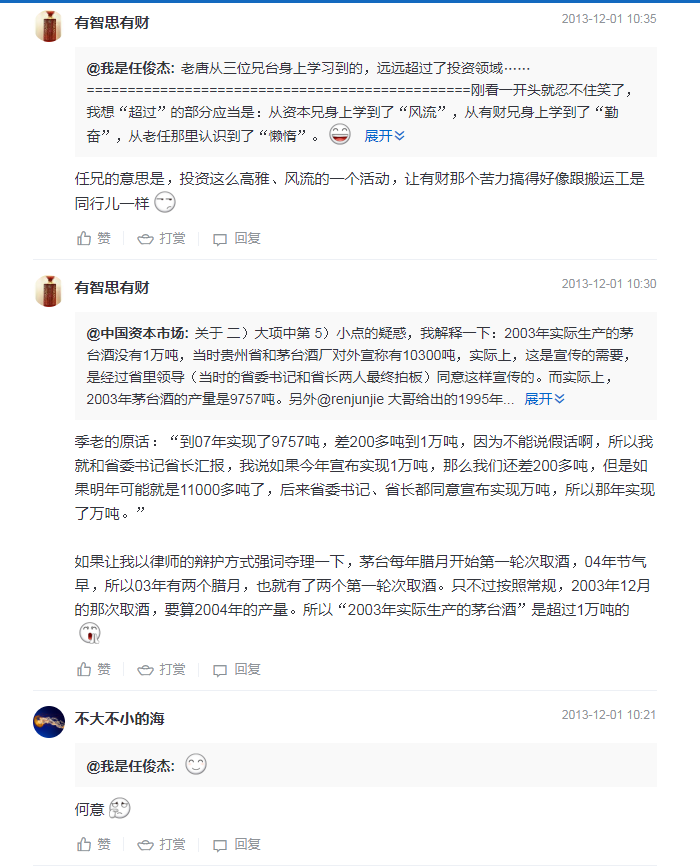 有智思有财
2013-12-01 10:35
@我是任俊杰: 老唐从三位兄台身上学习到的，远远超过了投资领域……
===============================================刚看一开头就忍不住笑了，
我想“超过”的部分应当是：从资本兄身上学到了“风流”，从有财兄身上学到了“勤
奋”，从老任那里认识到了“懒惰”。 展开
任兄的意思是，投资这么高雅、风流的一个活动，让有财那个苦力搞得好像跟搬运工是
同行儿一样
赞 打赏 回复
有智思有财
2013-12-01 10:30
@中国资本市场: 关于 二）大项中第 5）小点的疑惑，我解释一下：2003年实际生产的茅
台酒没有1万吨，当时贵州省和茅台酒厂对外宣称有10300吨，实际上，这是宣传的需要，
是经过省里领导（当时的省委书记和省长两人最终拍板）同意这样宣传的。而实际上，
2003年茅台酒的产量是9757吨。另外@renjunjie 大哥给出的1995年... 展开
季老的原话：“到07年实现了9757吨，差200多吨到1万吨，因为不能说假话啊，所以我
就和省委书记省长汇报，我说如果今年宣布实现1万吨，那么我们还差200多吨，但是如
果明年可能就是11000多吨了，后来省委书记、省长都同意宣布实现万吨，所以那年实现
了万吨。”
如果让我以律师的辩护方式强词夺理一下，茅台每年腊月开始第一轮次取酒，04年节气
早，所以03年有两个腊月，也就有了两个第一轮次取酒。只不过按照常规，2003年12月
的那次取酒，要算2004年的产量。所以“2003年实际生产的茅台酒”是超过1万吨的
赞 打赏 回复
不大不小的海
2013-12-01 10:21
@我是任俊杰:
何意
赞 打赏 回复